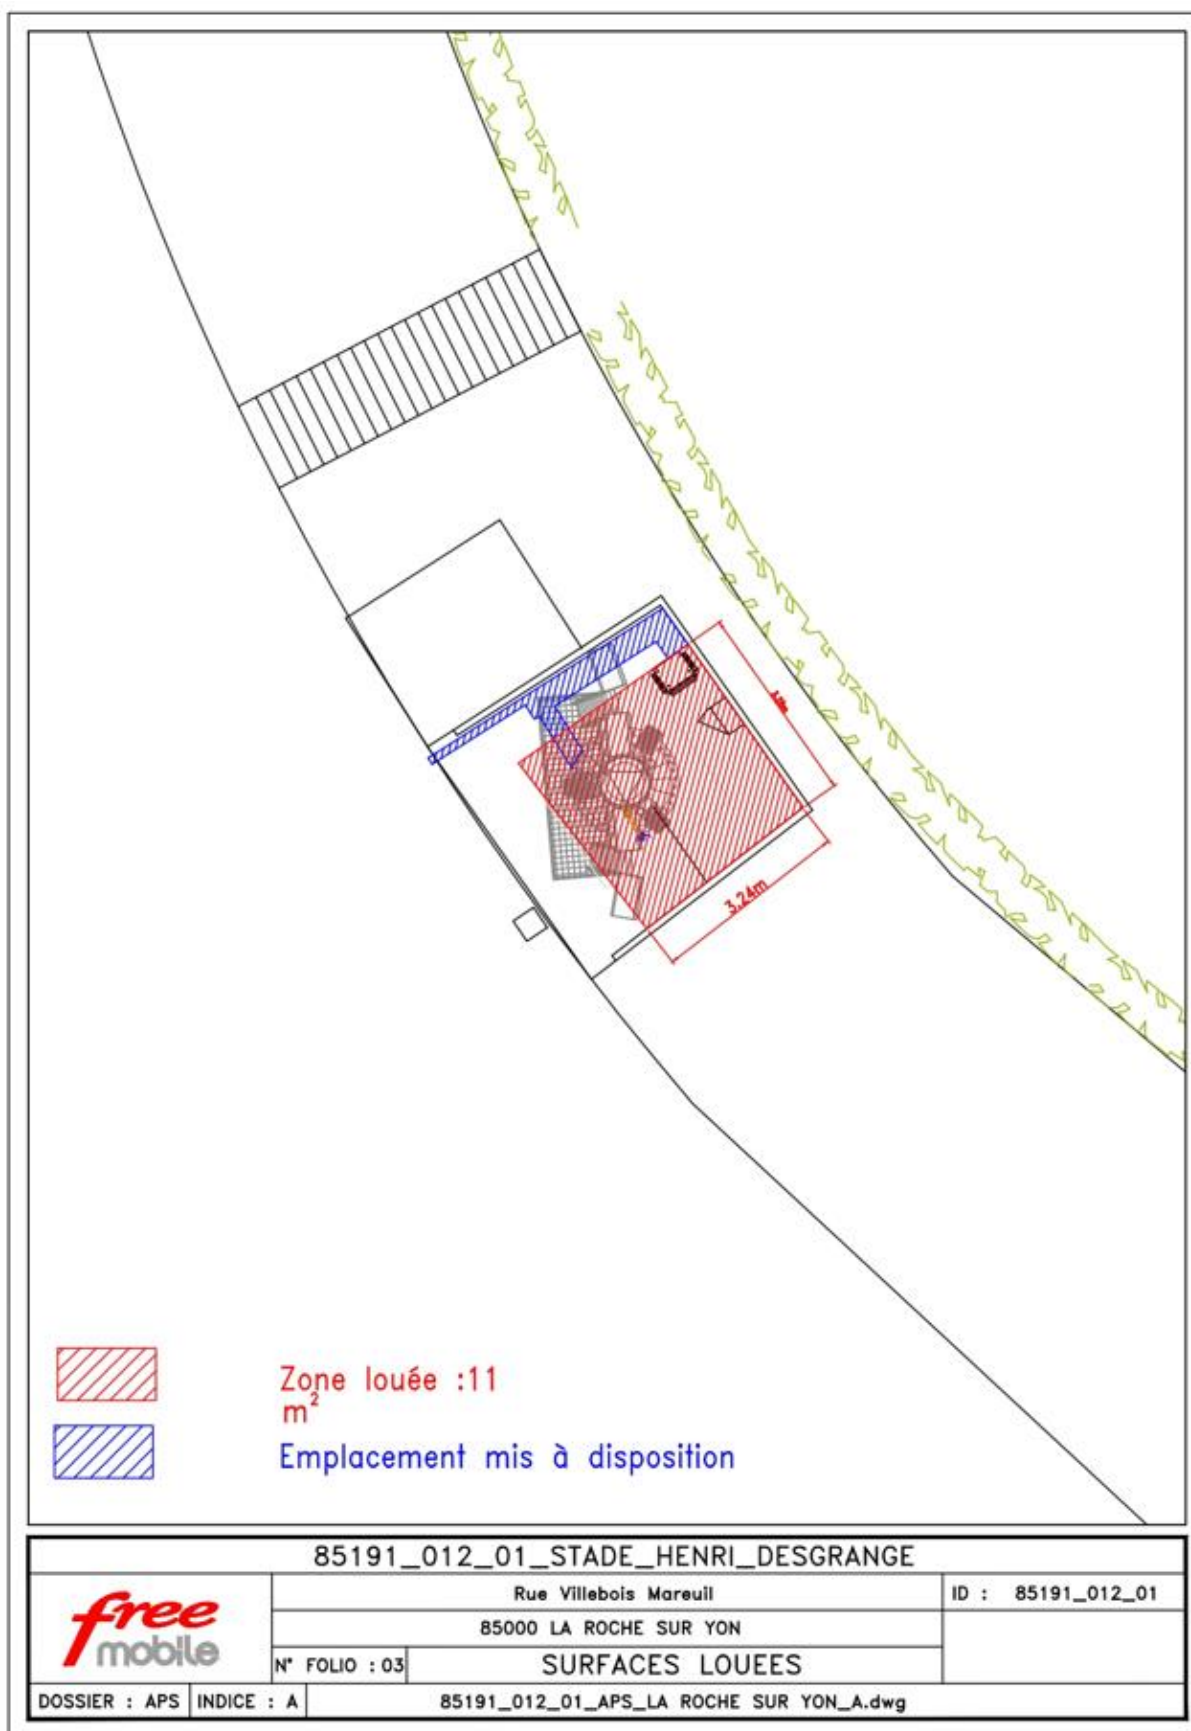 3.24m
Zone louée :11
m²
Emplacement mis à disposition
85191_012_01_STADE_HENRI_DESGRANGE
free
mobile
Rue Villebois Mareuil
ID : 85191_012_01
85000 LA ROCHE SUR YON
N° FOLIO : 03
SURFACES LOUEES
DOSSIER : APS
INDICE : A
85191_012_01_APS_LA ROCHE SUR YON_A.dwg